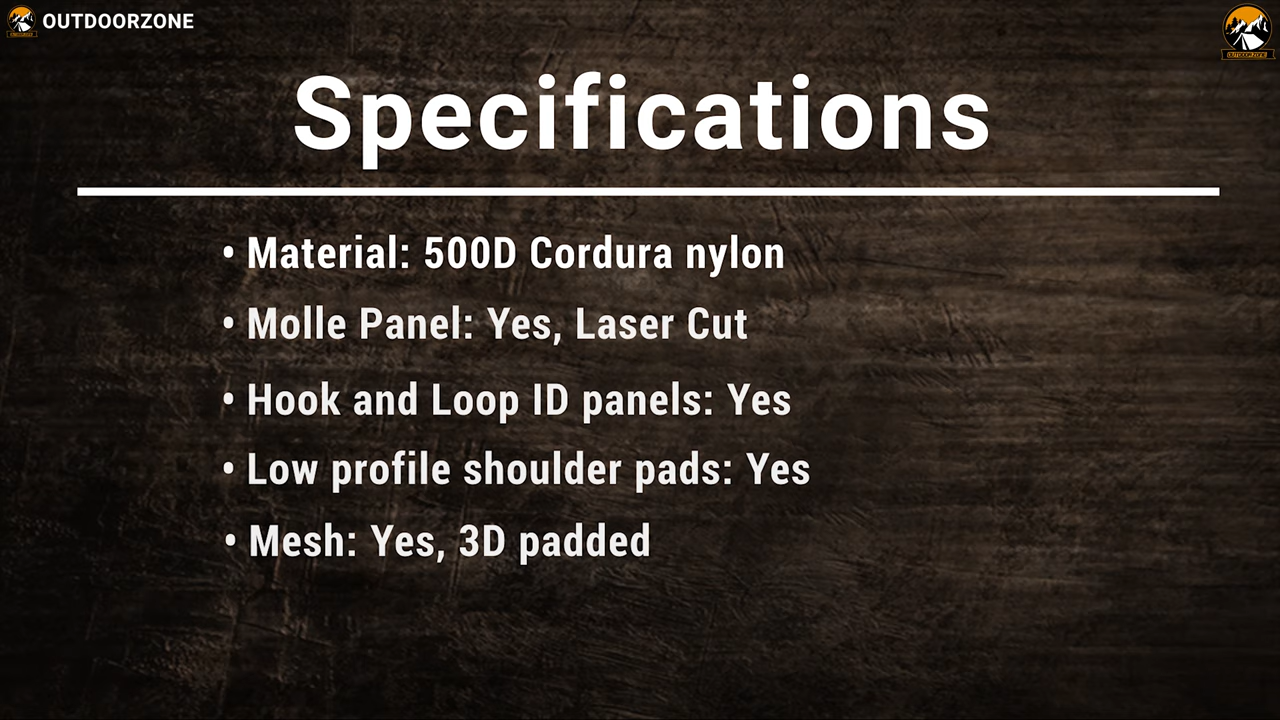 OUTDOORZONE
OUTDOORZONE
Specifications
• Material: 500D Cordura nylon
• Molle Panel: Yes, Laser Cut
• Hook and Loop ID panels: Yes
• Low profile shoulder pads: Yes
• Mesh: Yes, 3D padded